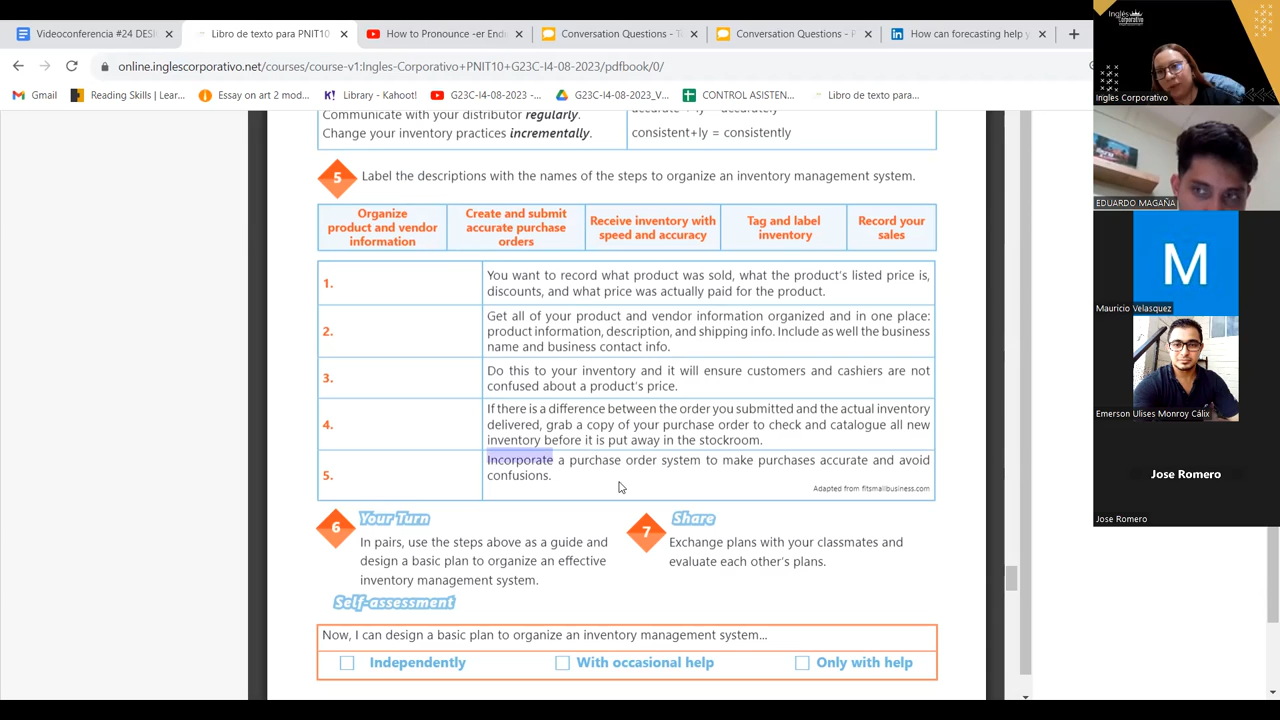 Videoconferencia #24 DESI
Libro de texto para PNIT10
How to Pronounce -er Endin
Conversation Questions - Ti
Conversation Questions - P
How can forecasting help y
online.inglescorporativo.net/courses/course-v1:Ingles-Corporativo+PNIT10+G23C-I4-08-2023/pdfbook/0/
Gmail
Reading Skills | Lear...
Essay on art 2 mod...
Library - Kanop...
G23C-I4-08-2023 -...
G23C-I4-08-2023_V...
CONTROL ASISTEN...
Libro de texto para...
Communicate with your distributor regularly.
Change your inventory practices incrementally.
accurate + ly = accurately
consistent+ly = consistently
5 Label the descriptions with the names of the steps to organize an inventory management system.
Organize
product and vendor
information
Create and submit
accurate purchase
orders
Receive inventory with
speed and accuracy
Tag and label
inventory
Record your
sales
1.
You want to record what product was sold, what the product's listed price is,
discounts, and what price was actually paid for the product.
2.
Get all of your product and vendor information organized and in one place:
product information, description, and shipping info. Include as well the business
name and business contact info.
3.
Do this to your inventory and it will ensure customers and cashiers are not
confused about a product's price.
4.
If there is a difference between the order you submitted and the actual inventory
delivered, grab a copy of your purchase order to check and catalogue all new
inventory before it is put away in the stockroom.
5.
Incorporate a purchase order system to make purchases accurate and avoid
confusions.
Adapted from fitsmallbusiness.com
6 Your Turn
In pairs, use the steps above as a guide and
design a basic plan to organize an effective
inventory management system.
7 Share
Exchange plans with your classmates and
evaluate each other's plans.
Self-assessment
Now, I can design a basic plan to organize an inventory management system...
Independently
With occasional help
Only with help
Inglés
Corporativo
Ingles Corporativo
EDUARDO MAGAÑA
M
Mauricio Velasquez
Emerson Ulises Monroy Cálix
Jose Romero
Jose Romero